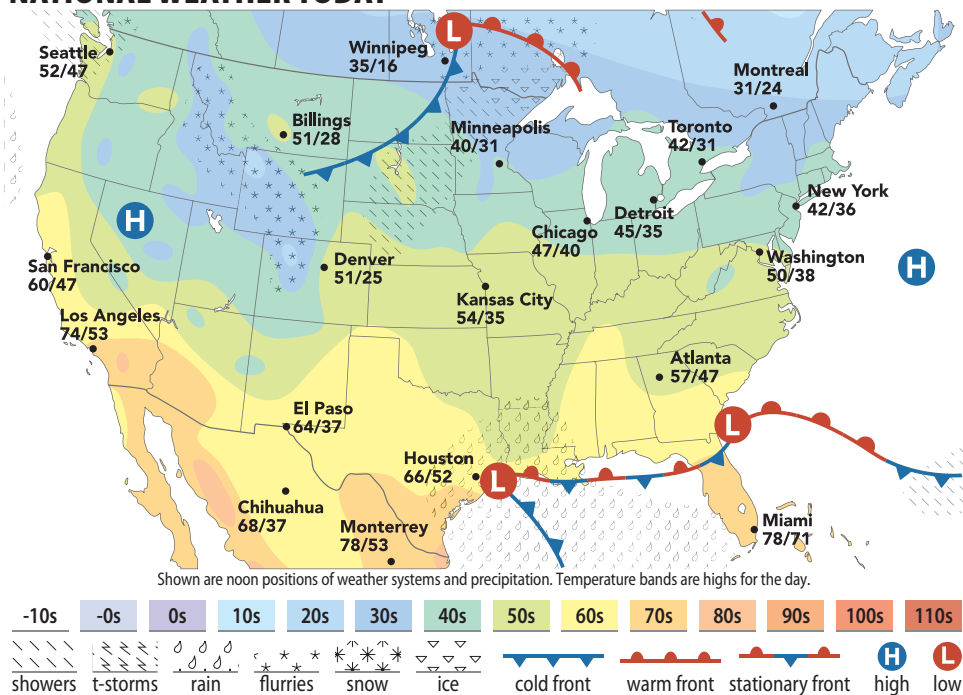 NATIONAL WEATHER TODAY
L
Winnipeg
35/16
Seattle
52/47
Montreal
31/24
Billings
51/28
Minneapolis
40/31
Toronto
42/31
H
New York
42/36
Detroit
45/35
Chicago
47/40
San Francisco
60/47
Denver
51/25
Washington
50/38
H
Kansas City
54/35
Los Angeles
74/53
Atlanta
57/47
El Paso
64/37
L
Houston
66/52
L
Chihuahua
68/37
Monterrey
78/53
Miami
78/71
Shown are noon positions of weather systems and precipitation. Temperature bands are highs for the day.
-10s -0s 0s 10s 20s 30s 40s 50s 60s 70s 80s 90s 100s 110s
H L
showers t-storms rain flurries snow ice cold front warm front stationary front high low